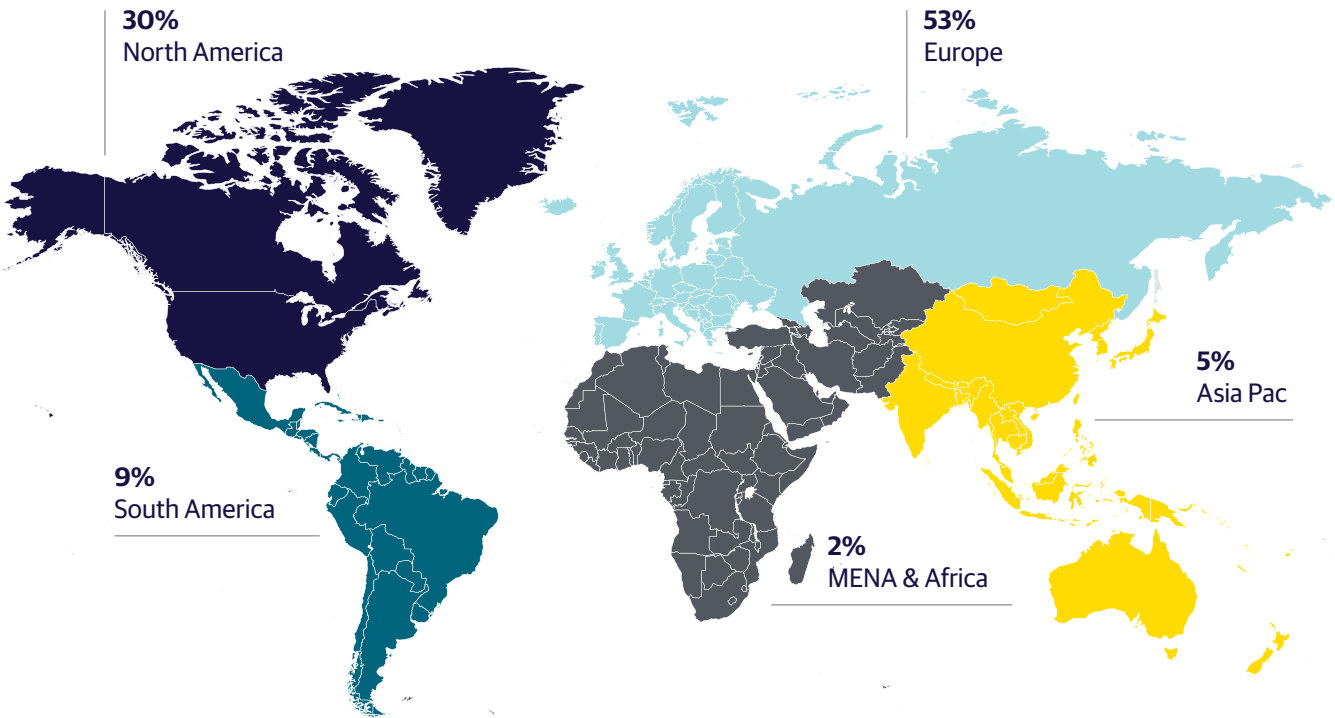 30%
North America
53%
Europe
5%
Asia Pac
9%
South America
2%
MENA & Africa